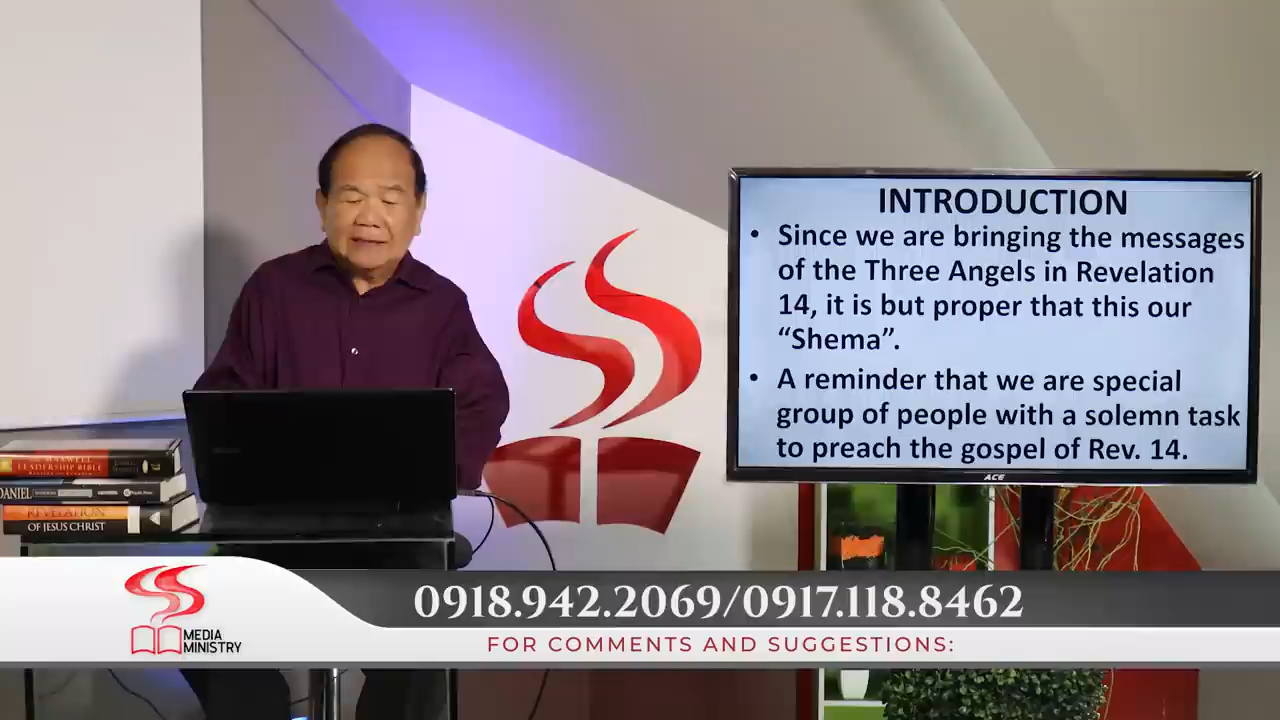 INTRODUCTION
• Since we are bringing the messages
of the Three Angels in Revelation
14, it is but proper that this our
“Shema”.
• A reminder that we are special
group of people with a solemn task
to preach the gospel of Rev. 14.
ACE
MAXWELL
LEADERSHIP BIBLE
DANIEL
REVELATION
OF JESUS CHRIST
0918.942.2069/0917.118.8462
FOR COMMENTS AND SUGGESTIONS:
MEDIA
MINISTRY